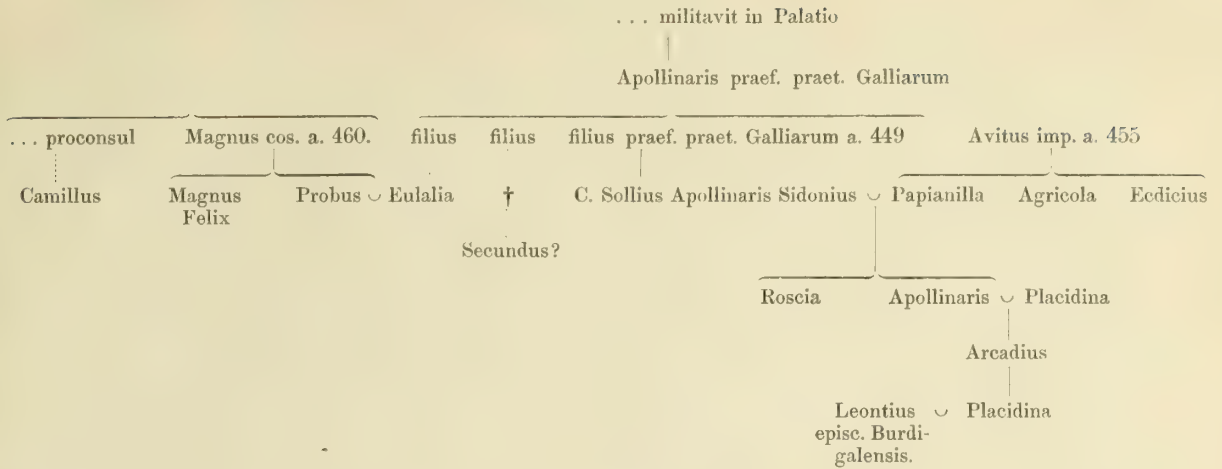 ... militavit in Palatio
Apollinaris praef. praet. Galliarum
... proconsul Magnus cos. a. 460. filius filius filius praef. praet. Galliarum a. 449 Avitus imp. a. 455
Camillus Magnus Probus ◡ Eulalia † C. Sollius Apollinaris Sidonius ◡ Papianilla Agricola Ecdicius
Felix
Secundus?
Roscia Apollinaris ◡ Placidina
Arcadius
Leontius ◡ Placidina
episc. Burdi-
galensis.